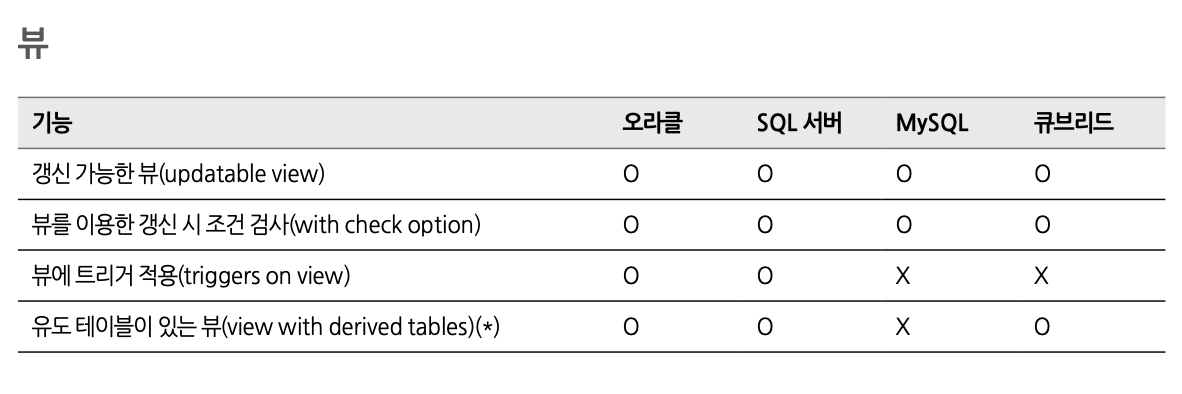 뷰
기능 오라클 SQL 서버 MySQL 큐브리드
갱신 가능한 뷰(updatable view) O O O O
뷰를 이용한 갱신 시 조건 검사(with check option) O O O O
뷰에 트리거 적용(triggers on view) O O X X
유도 테이블이 있는 뷰(view with derived tables)(*) O O X O